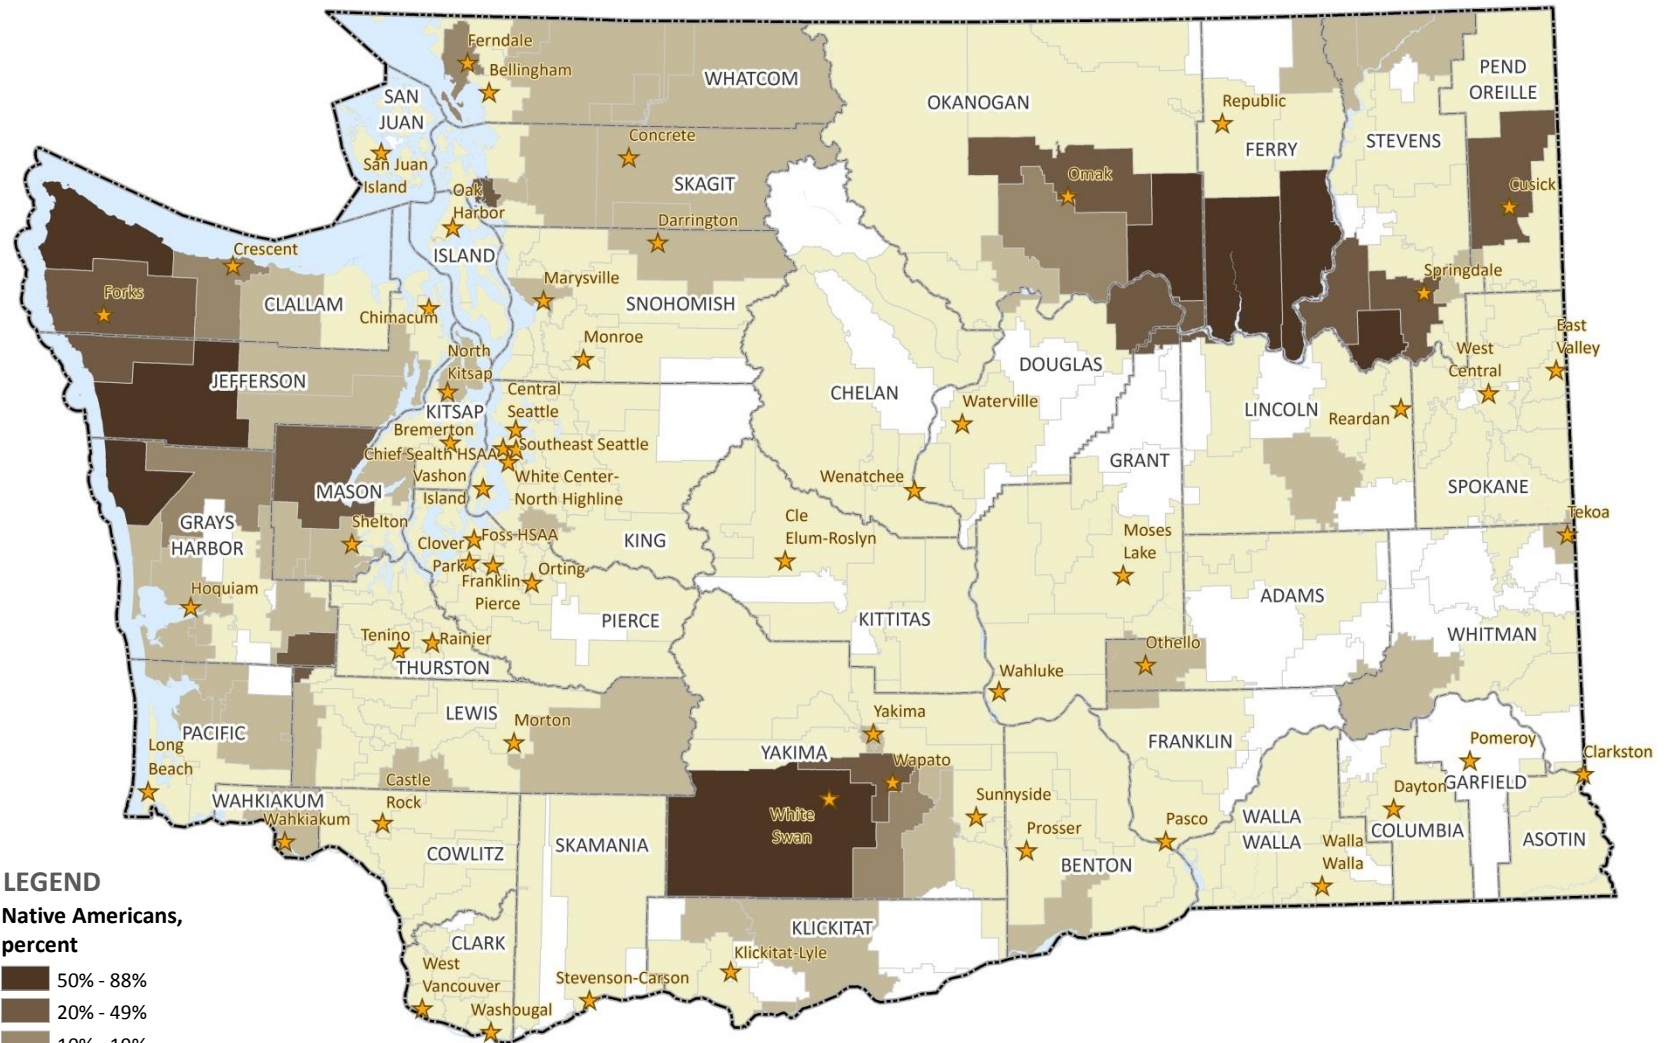 Ferndale
Bellingham
WHATCOM
SAN
JUAN
San Juan
Island
Concrete
SKAGIT
Oak
Harbor
Darrington
ISLAND
OKANOGAN
Omak
Republic
FERRY
STEVENS
PEND
OREILLE
Cusick
Springdale
Crescent
Forks
CLALLAM
Chimacum
Marysville
SNOHOMISH
Monroe
JEFFERSON
North
Kitsap
KITSAP
Bremerton
Central
Seattle
Southeast Seattle
Chief Sealth HSAA
Vashon
Island
White Center-
North Highline
CHELAN
Wenatchee
DOUGLAS
Waterville
GRANT
LINCOLN
Reardan
West
Central
East
Valley
SPOKANE
Tekoa
MASON
Shelton
GRAYS
HARBOR
Hoquiam
KING
Clover
Park
Foss HSAA
Franklin
Pierce
Orting
PIERCE
Cle
Elum-Roslyn
KITTITAS
Moses
Lake
ADAMS
WHITMAN
Othello
Wahluke
Tenino
Rainier
THURSTON
LEWIS
Morton
PACIFIC
Long
Beach
WAHKIAKUM
Wahkiakum
Castle
Rock
COWLITZ
SKAMANIA
YAKIMA
Yakima
Wapato
White
Swan
Sunnyside
Prosser
BENTON
FRANKLIN
Pasco
WALLA
WALLA
Walla
Walla
Dayton
COLUMBIA
Pomeroy
GARFIELD
Clarkston
ASOTIN
KLICKITAT
Klickitat-Lyle
CLARK
West
Vancouver
Washougal
Stevenson-Carson
LEGEND
Native Americans,
percent
50% - 88%
20% - 49%